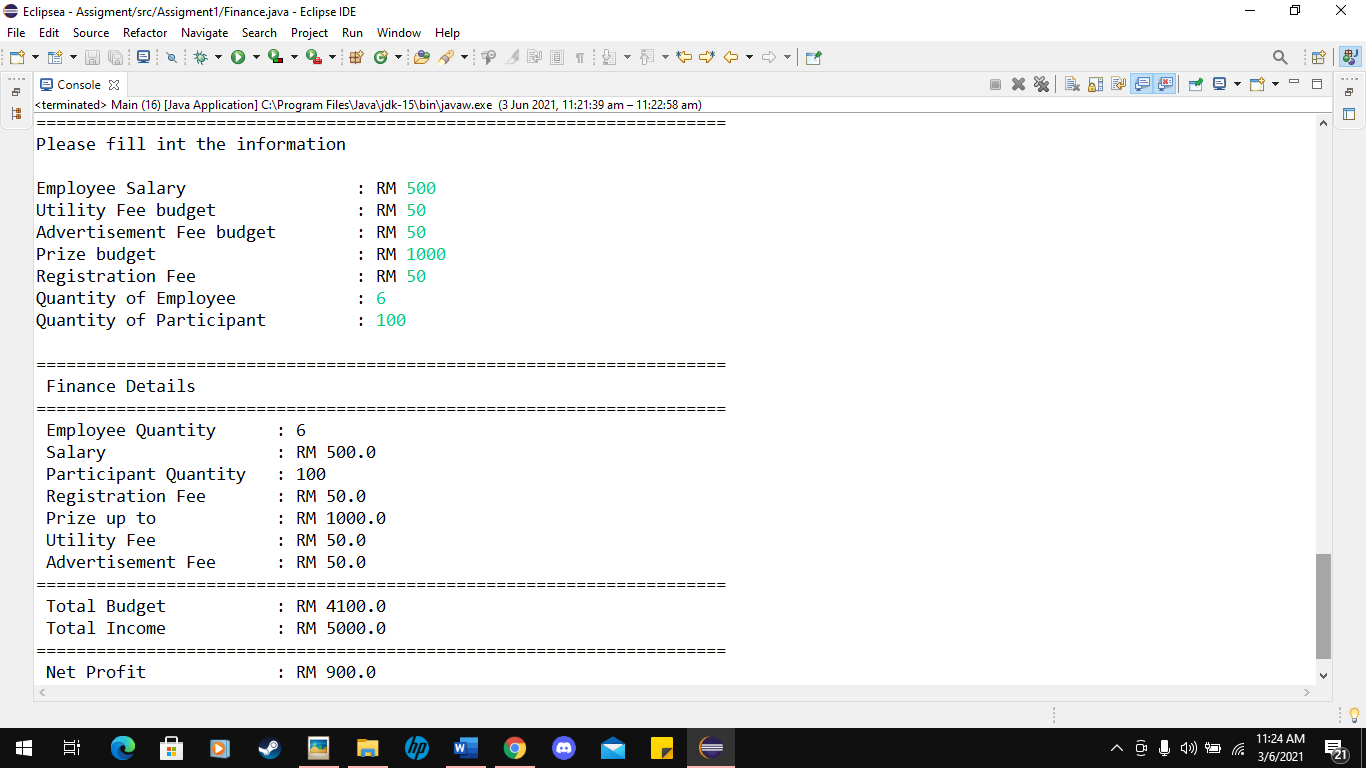 Eclipsea - Assigment/src/Assigment1/Finance.java - Eclipse IDE
File Edit Source Refactor Navigate Search Project Run Window Help
Console
<terminated> Main (16) [Java Application] C:\Program Files\Java\jdk-15\bin\javaw.exe (3 Jun 2021, 11:21:39 am – 11:22:58 am)
=====================================================================
Please fill int the information
Employee Salary : RM 500
Utility Fee budget : RM 50
Advertisement Fee budget : RM 50
Prize budget : RM 1000
Registration Fee : RM 50
Quantity of Employee : 6
Quantity of Participant : 100
=====================================================================
Finance Details
=====================================================================
Employee Quantity : 6
Salary : RM 500.0
Participant Quantity : 100
Registration Fee : RM 50.0
Prize up to : RM 1000.0
Utility Fee : RM 50.0
Advertisement Fee : RM 50.0
=====================================================================
Total Budget : RM 4100.0
Total Income : RM 5000.0
=====================================================================
Net Profit : RM 900.0
11:24 AM
3/6/2021
21